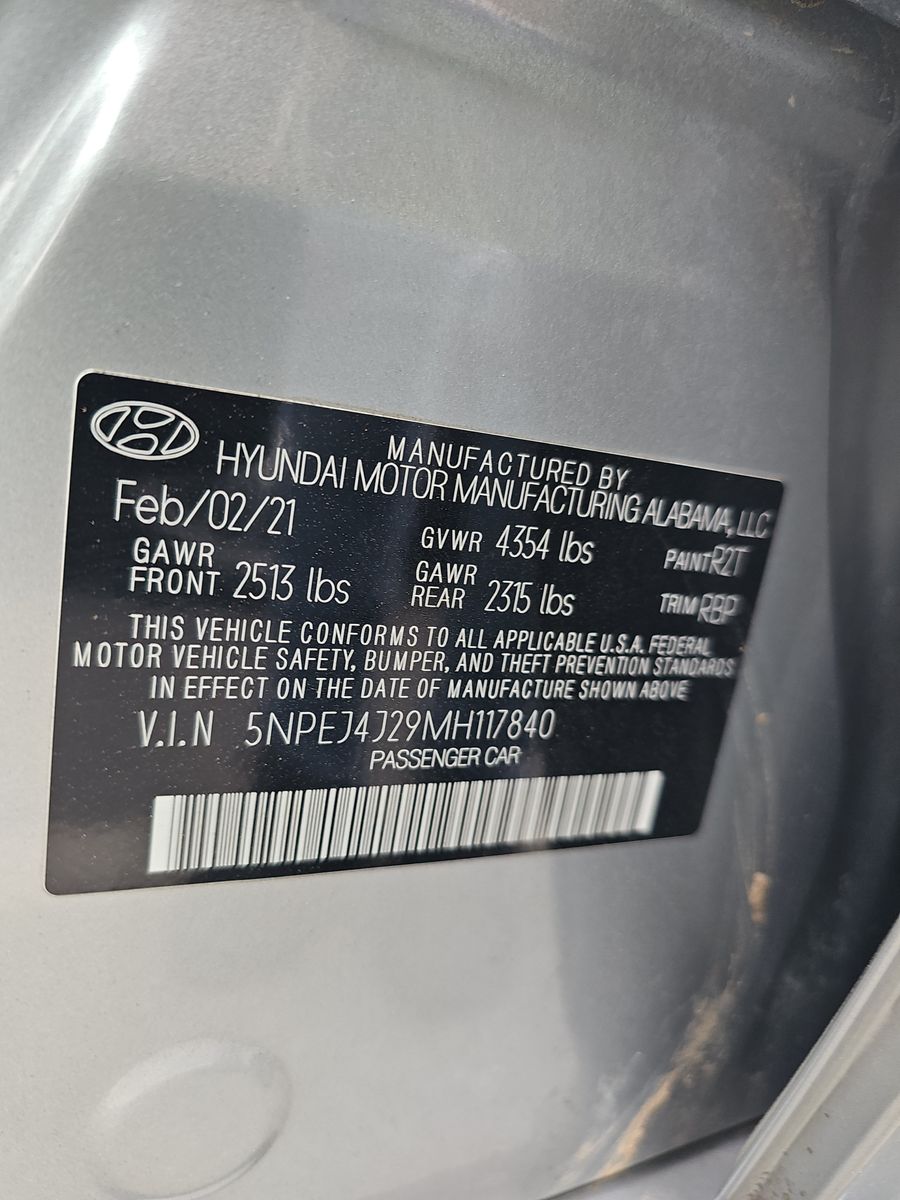 MANUFACTURED BY
HYUNDAI MOTOR MANUFACTURING ALABAMA, LLC
Feb/02/21 GVWR 4354 lbs PAINT R2T
GAWR FRONT 2513 lbs GAWR REAR 2315 lbs TRIM RBP
THIS VEHICLE CONFORMS TO ALL APPLICABLE U.S.A. FEDERAL
MOTOR VEHICLE SAFETY, BUMPER, AND THEFT PREVENTION STANDARDS
IN EFFECT ON THE DATE OF MANUFACTURE SHOWN ABOVE
V.I.N 5NPEJ4J29MH117840
PASSENGER CAR